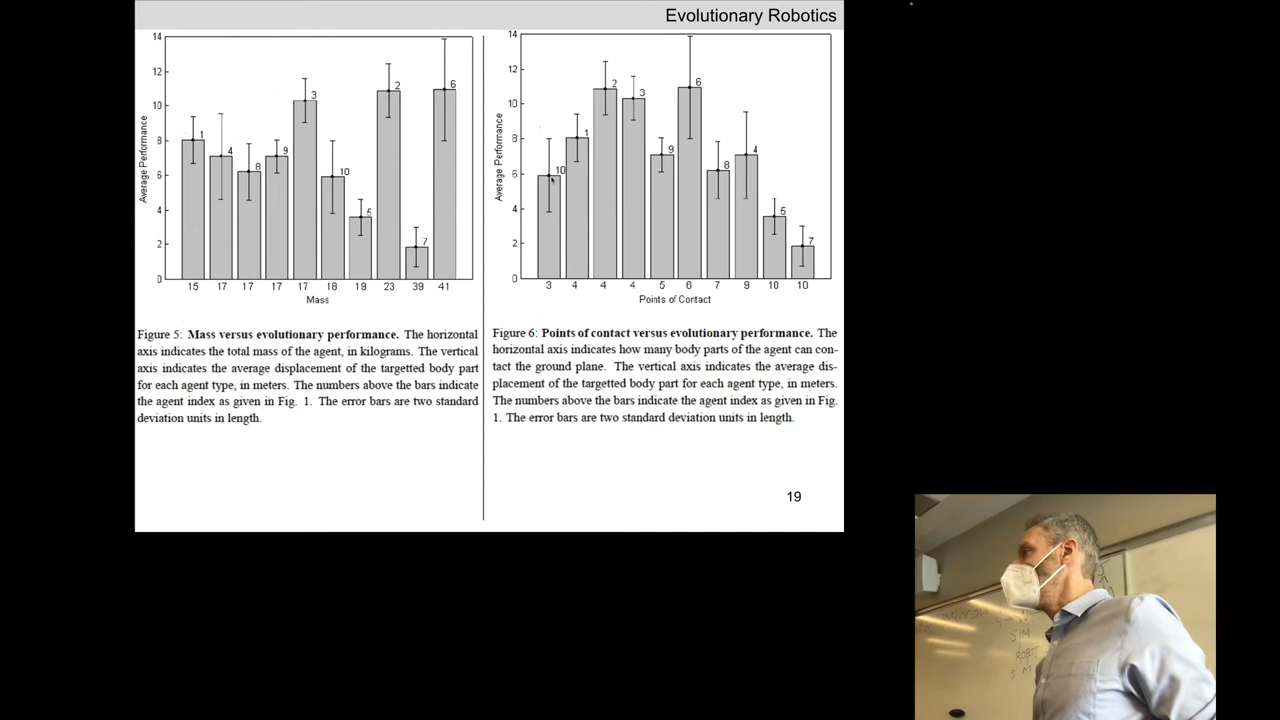 Evolutionary Robotics
14
12
10
8
6
4
2
0
Average Performance
1
4
8
9
3
10
5
2
7
6
15 17 17 17 17 18 19 23 39 41
Mass
Figure 5: Mass versus evolutionary performance. The horizontal
axis indicates the total mass of the agent, in kilograms. The vertical
axis indicates the average displacement of the targetted body part
for each agent type, in meters. The numbers above the bars indicate
the agent index as given in Fig. 1. The error bars are two standard
deviation units in length.
14
12
10
8
6
4
2
0
Average Performance
10
1
2
3
9
6
8
4
5
7
3 4 4 4 5 6 7 9 10 10
Points of Contact
Figure 6: Points of contact versus evolutionary performance. The
horizontal axis indicates how many body parts of the agent can con-
tact the ground plane. The vertical axis indicates the average dis-
placement of the targetted body part for each agent type, in meters.
The numbers above the bars indicate the agent index as given in Fig.
1. The error bars are two standard deviation units in length.
19
SIM
ROBOT